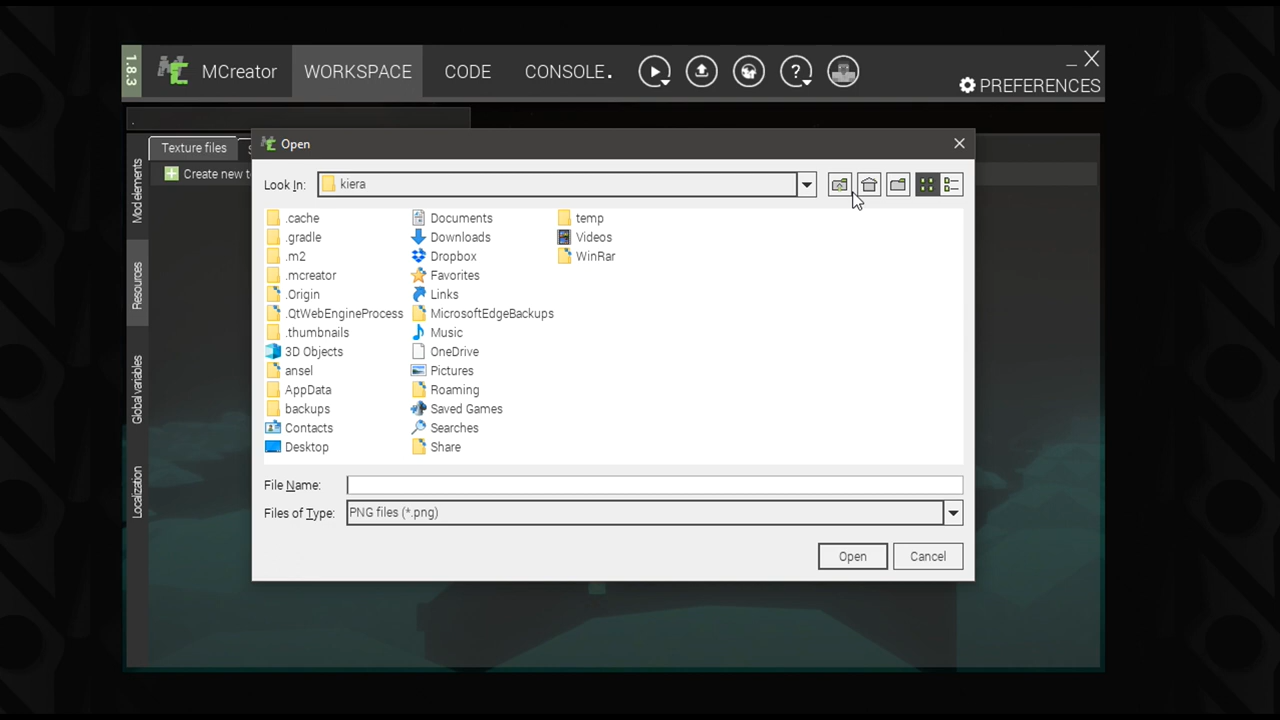 1.8.3
MCreator
WORKSPACE
CODE
CONSOLE.
PREFERENCES
.
Texture files
Create new t
Mod elements
Resources
Global variables
Localization
Open
Look In:
kiera
.cache
.gradle
.m2
.mcreator
.Origin
.QtWebEngineProcess
.thumbnails
3D Objects
ansel
AppData
backups
Contacts
Desktop
Documents
Downloads
Dropbox
Favorites
Links
MicrosoftEdgeBackups
Music
OneDrive
Pictures
Roaming
Saved Games
Searches
Share
temp
Videos
WinRar
File Name:
Files of Type:
PNG files (*.png)
Open
Cancel